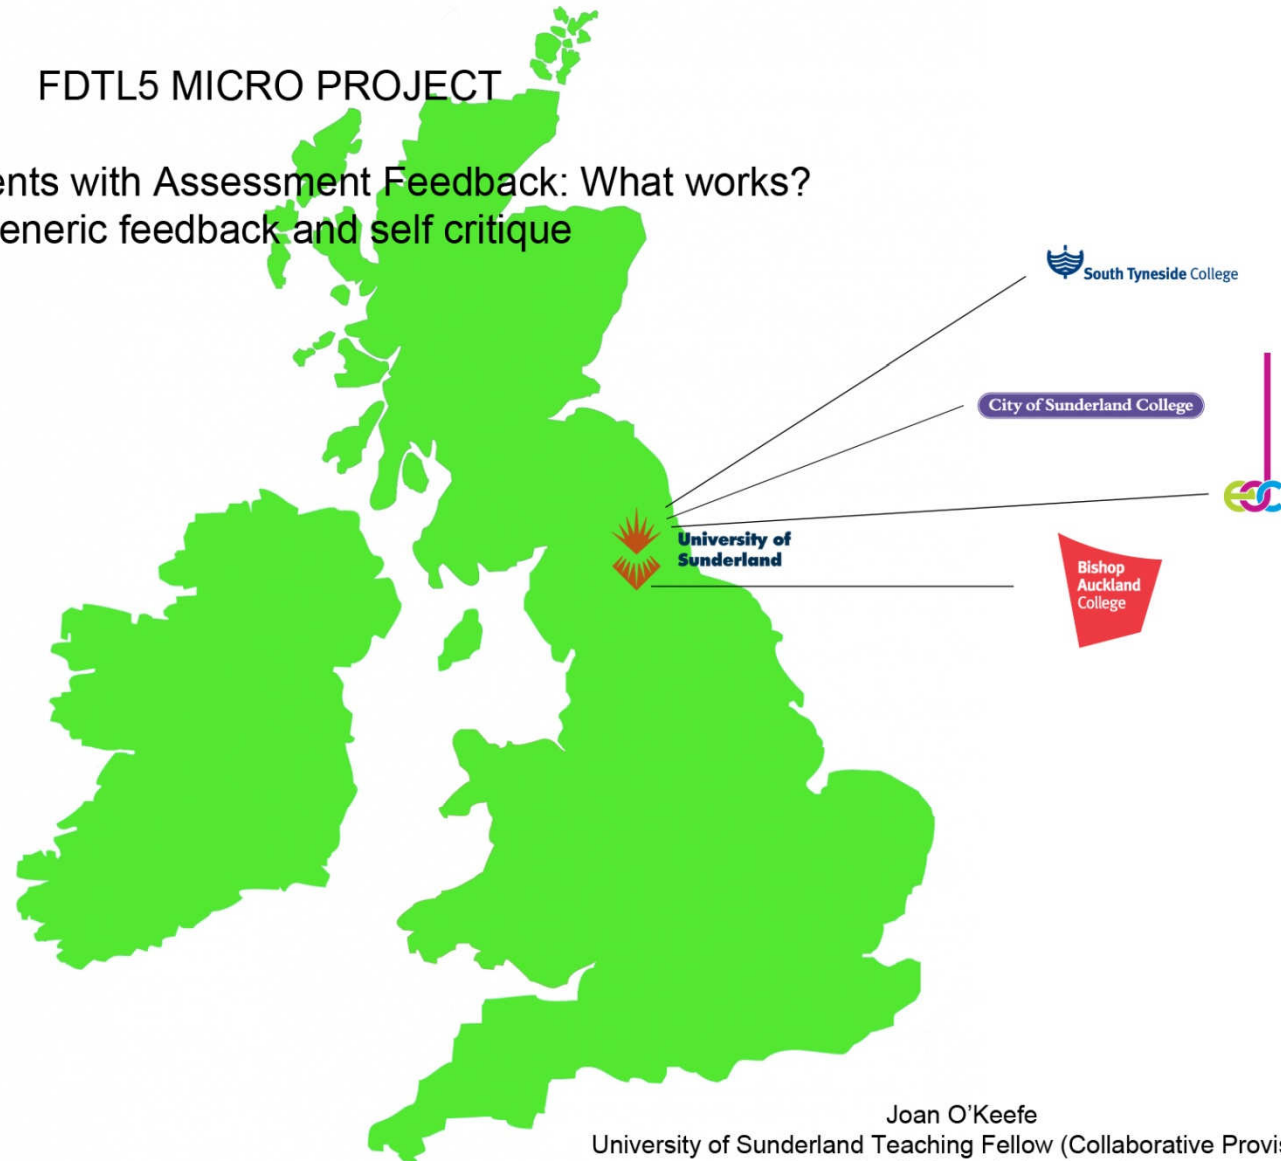 FDTL5 MICRO PROJECT
ents with Assessment Feedback: What works?
eneric feedback and self critique
South Tyneside College
City of Sunderland College
University of
Sunderland
Bishop
Auckland
College
Joan O'Keefe
University of Sunderland Teaching Fellow (Collaborative Provis